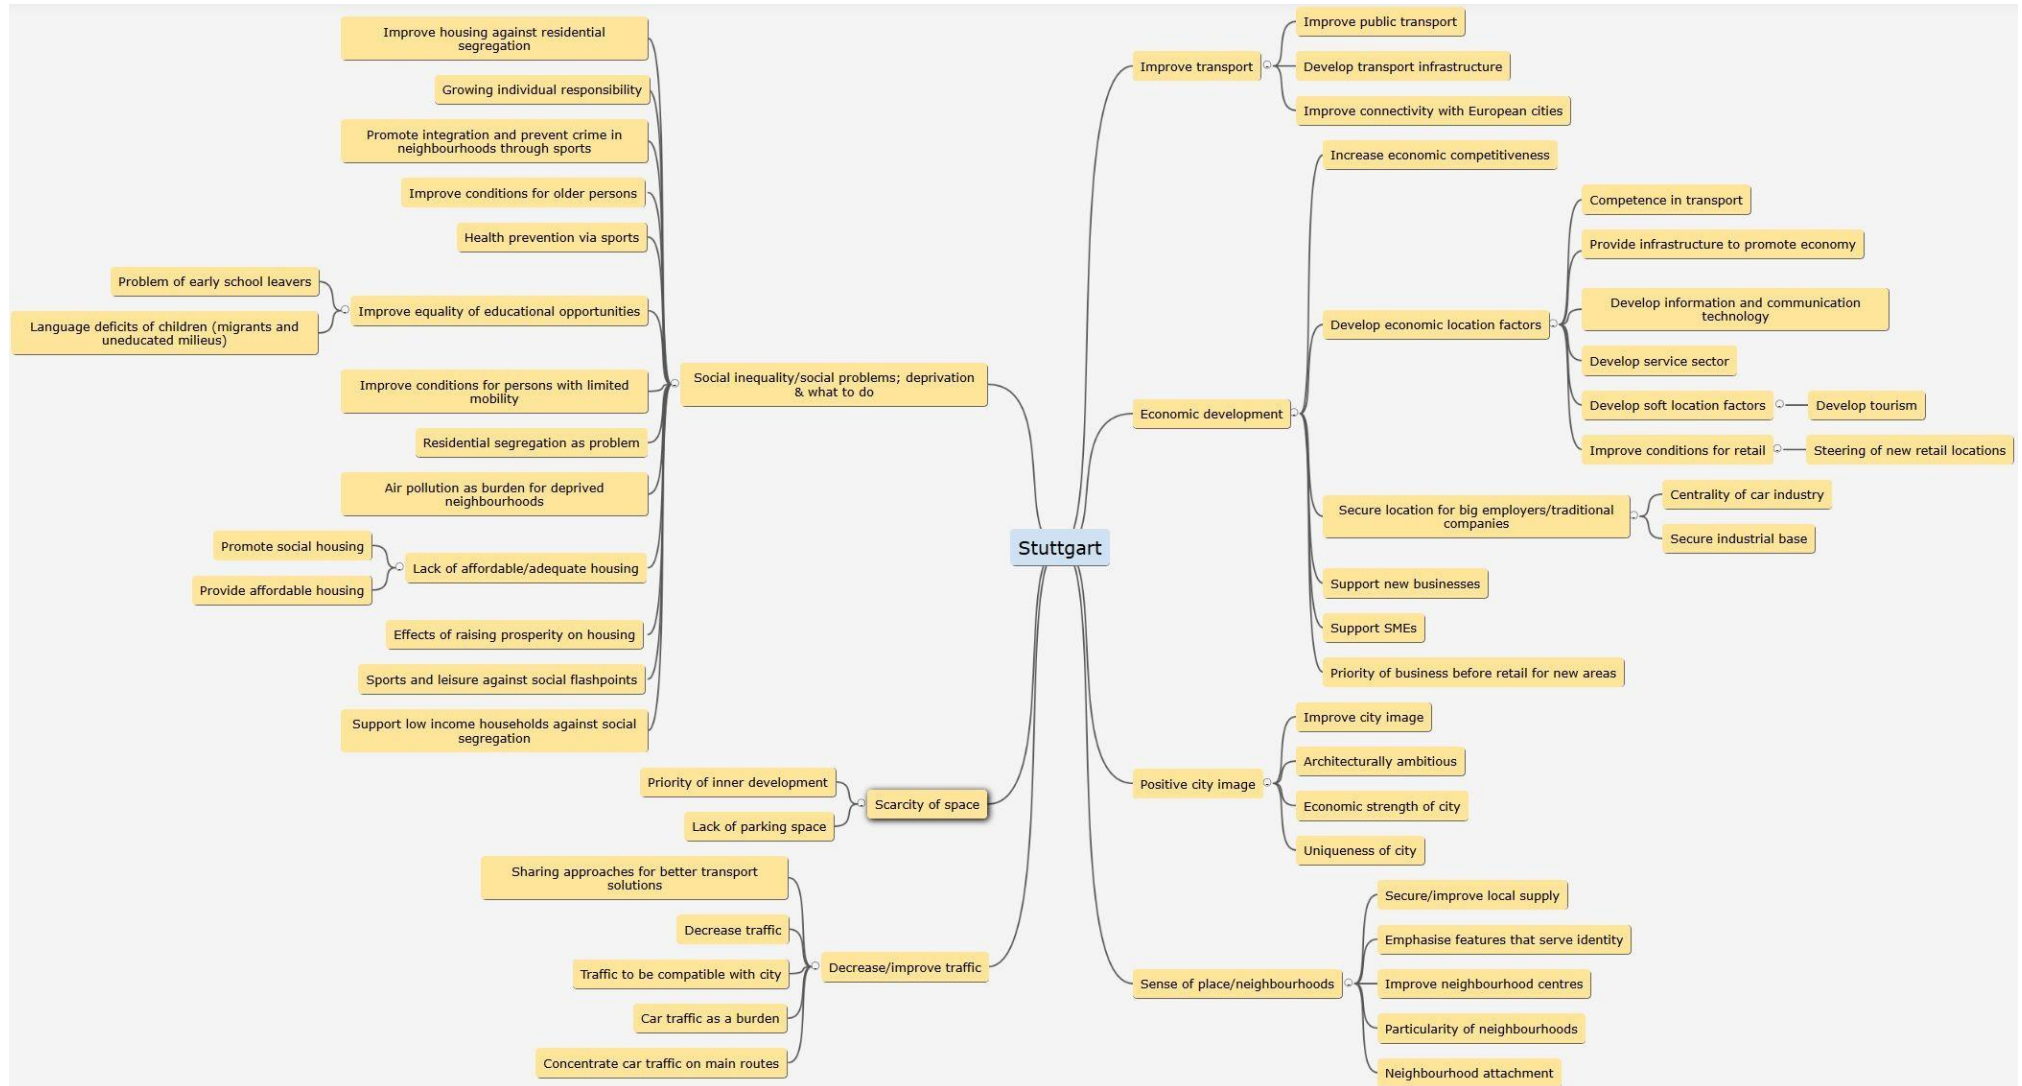 Stuttgart
Social inequality/social problems; deprivation
& what to do
Improve housing against residential
segregation
Growing individual responsibility
Promote integration and prevent crime in
neighbourhoods through sports
Improve conditions for older persons
Health prevention via sports
Improve equality of educational opportunities
Problem of early school leavers
Language deficits of children (migrants and
uneducated milieus)
Improve conditions for persons with limited
mobility
Residential segregation as problem
Air pollution as burden for deprived
neighbourhoods
Lack of affordable/adequate housing
Promote social housing
Provide affordable housing
Effects of raising prosperity on housing
Sports and leisure against social flashpoints
Support low income households against social
segregation
Scarcity of space
Priority of inner development
Lack of parking space
Decrease/improve traffic
Sharing approaches for better transport
solutions
Decrease traffic
Traffic to be compatible with city
Car traffic as a burden
Concentrate car traffic on main routes
Improve transport
Improve public transport
Develop transport infrastructure
Improve connectivity with European cities
Economic development
Increase economic competitiveness
Develop economic location factors
Competence in transport
Provide infrastructure to promote economy
Develop information and communication
technology
Develop service sector
Develop soft location factors
Develop tourism
Improve conditions for retail
Steering of new retail locations
Secure location for big employers/traditional
companies
Centrality of car industry
Secure industrial base
Support new businesses
Support SMEs
Priority of business before retail for new areas
Positive city image
Improve city image
Architecturally ambitious
Economic strength of city
Uniqueness of city
Sense of place/neighbourhoods
Secure/improve local supply
Emphasise features that serve identity
Improve neighbourhood centres
Particularity of neighbourhoods
Neighbourhood attachment